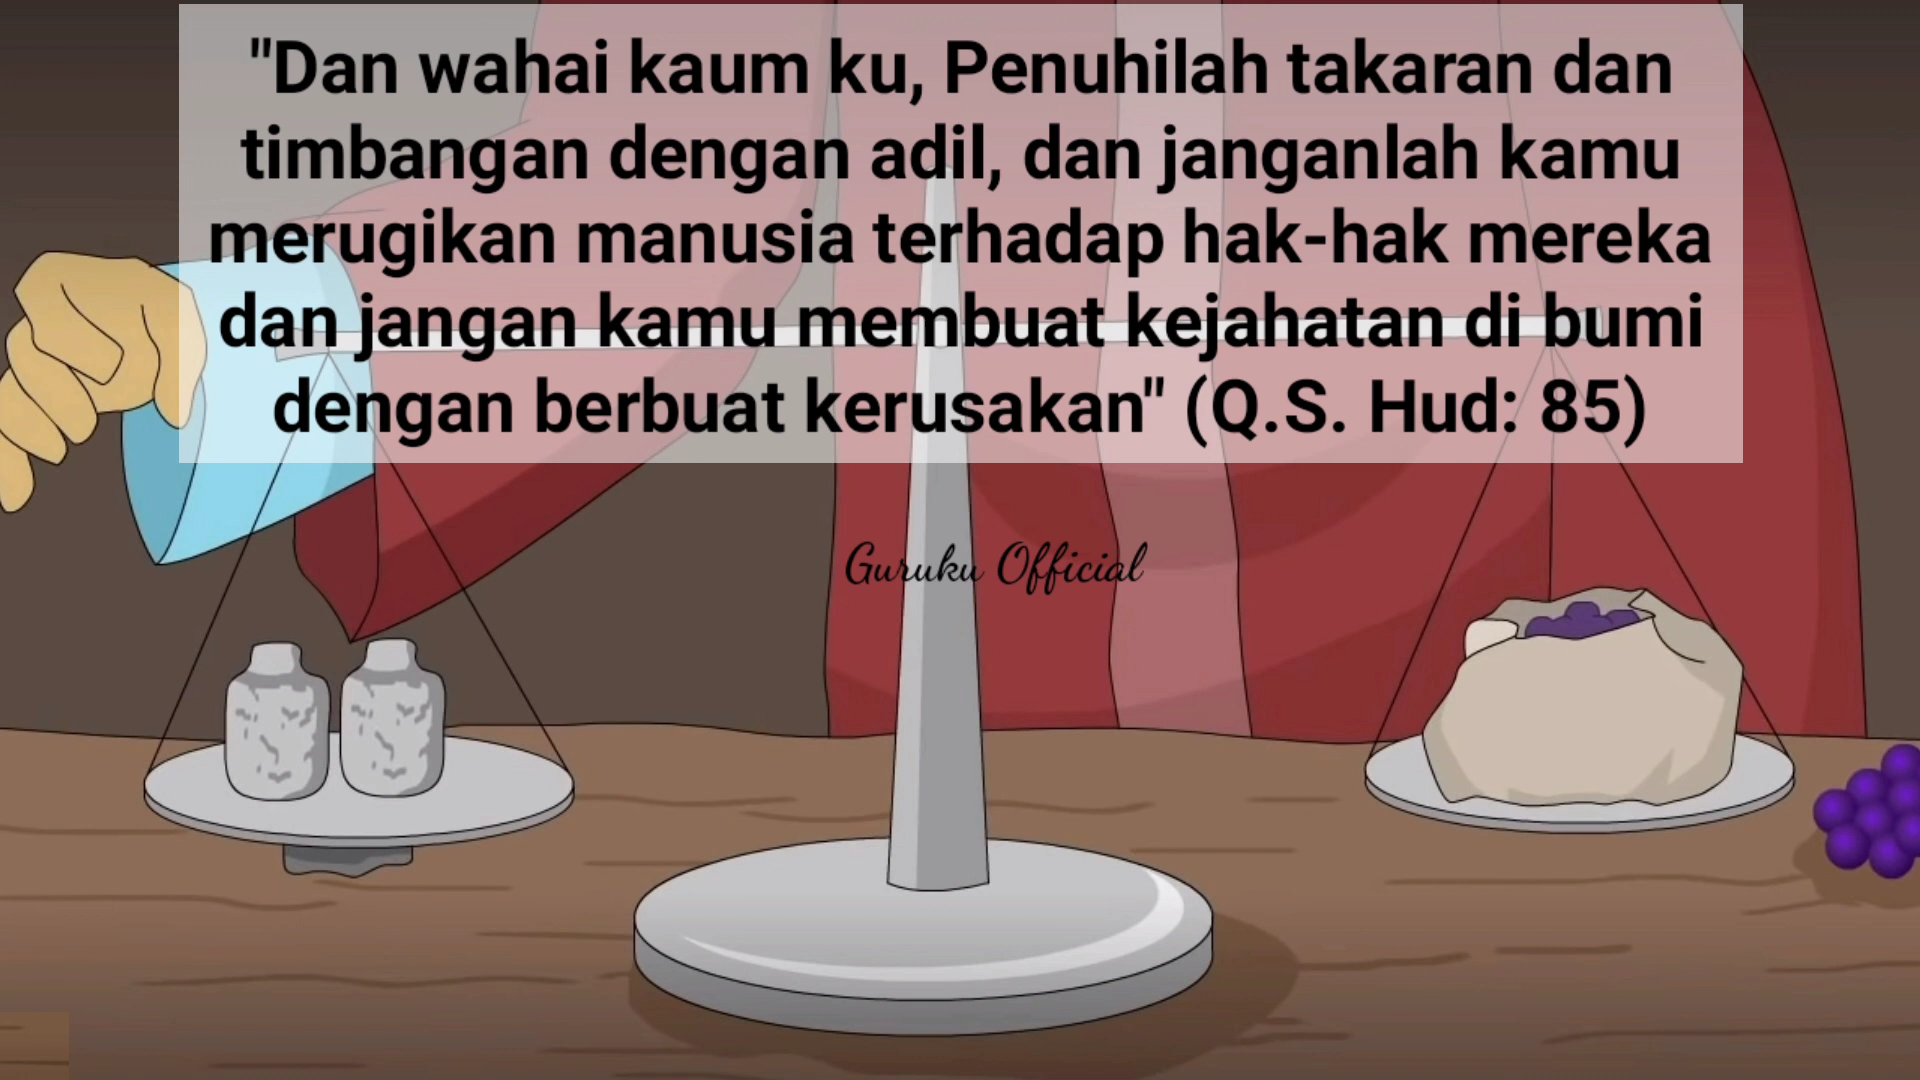 "Dan wahai kaum ku, Penuhilah takaran dan
timbangan dengan adil, dan janganlah kamu
merugikan manusia terhadap hak-hak mereka
dan jangan kamu membuat kejahatan di bumi
dengan berbuat kerusakan" (Q.S. Hud: 85)
Guruku Official